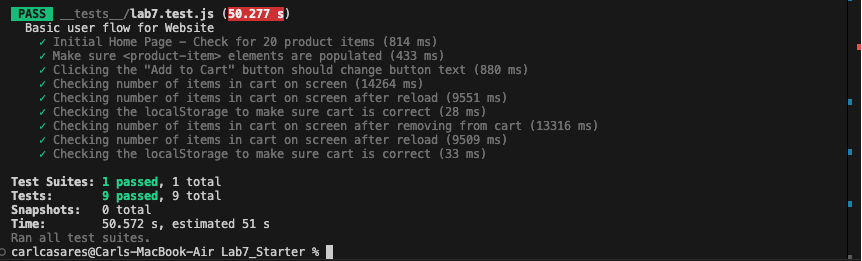 PASS __tests__/lab7.test.js (50.277 s)
Basic user flow for Website
✓ Initial Home Page – Check for 20 product items (814 ms)
✓ Make sure <product-item> elements are populated (433 ms)
✓ Clicking the "Add to Cart" button should change button text (880 ms)
✓ Checking number of items in cart on screen (14264 ms)
✓ Checking number of items in cart on screen after reload (9551 ms)
✓ Checking the localStorage to make sure cart is correct (28 ms)
✓ Checking number of items in cart on screen after removing from cart (13316 ms)
✓ Checking number of items in cart on screen after reload (9509 ms)
✓ Checking the localStorage to make sure cart is correct (33 ms)
Test Suites: 1 passed, 1 total
Tests: 9 passed, 9 total
Snapshots: 0 total
Time: 50.572 s, estimated 51 s
Ran all test suites.
carlcasares@Carls-MacBook-Air Lab7_Starter %